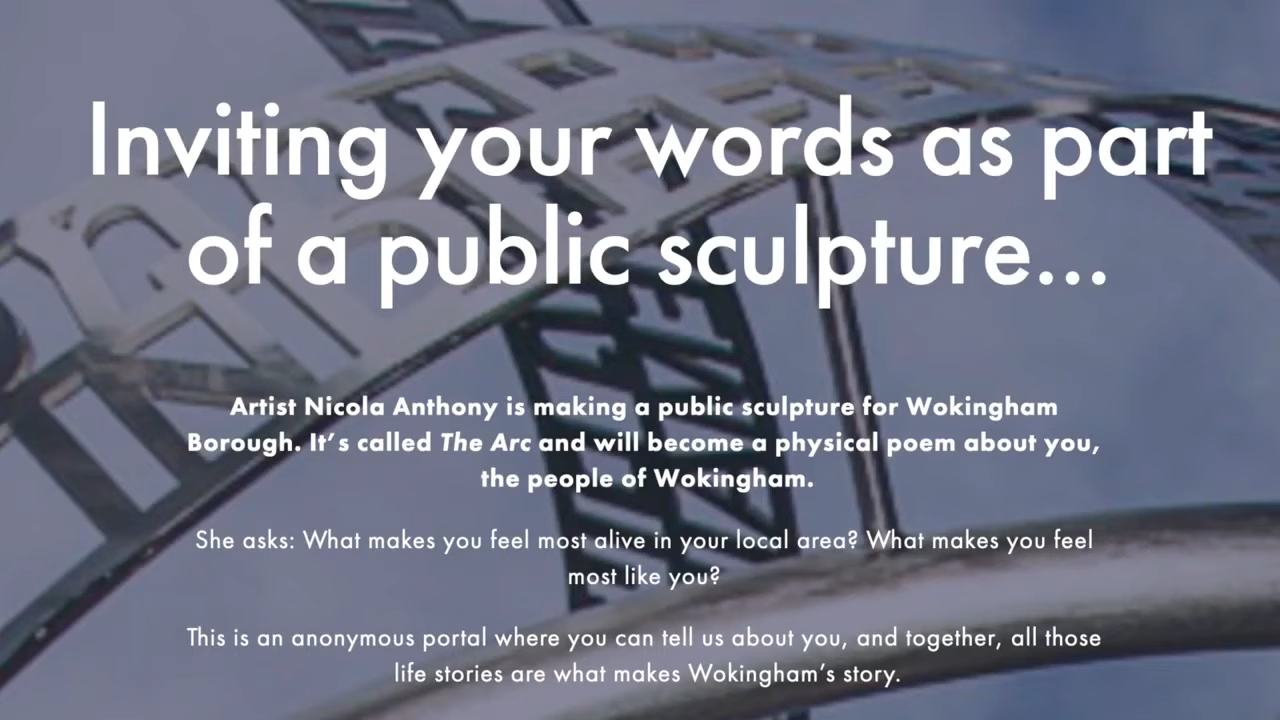 Inviting your words as part
of a public sculpture...
Artist Nicola Anthony is making a public sculpture for Wokingham
Borough. It’s called The Arc and will become a physical poem about you,
the people of Wokingham.
She asks: What makes you feel most alive in your local area? What makes you feel
most like you?
This is an anonymous portal where you can tell us about you, and together, all those
life stories are what makes Wokingham’s story.